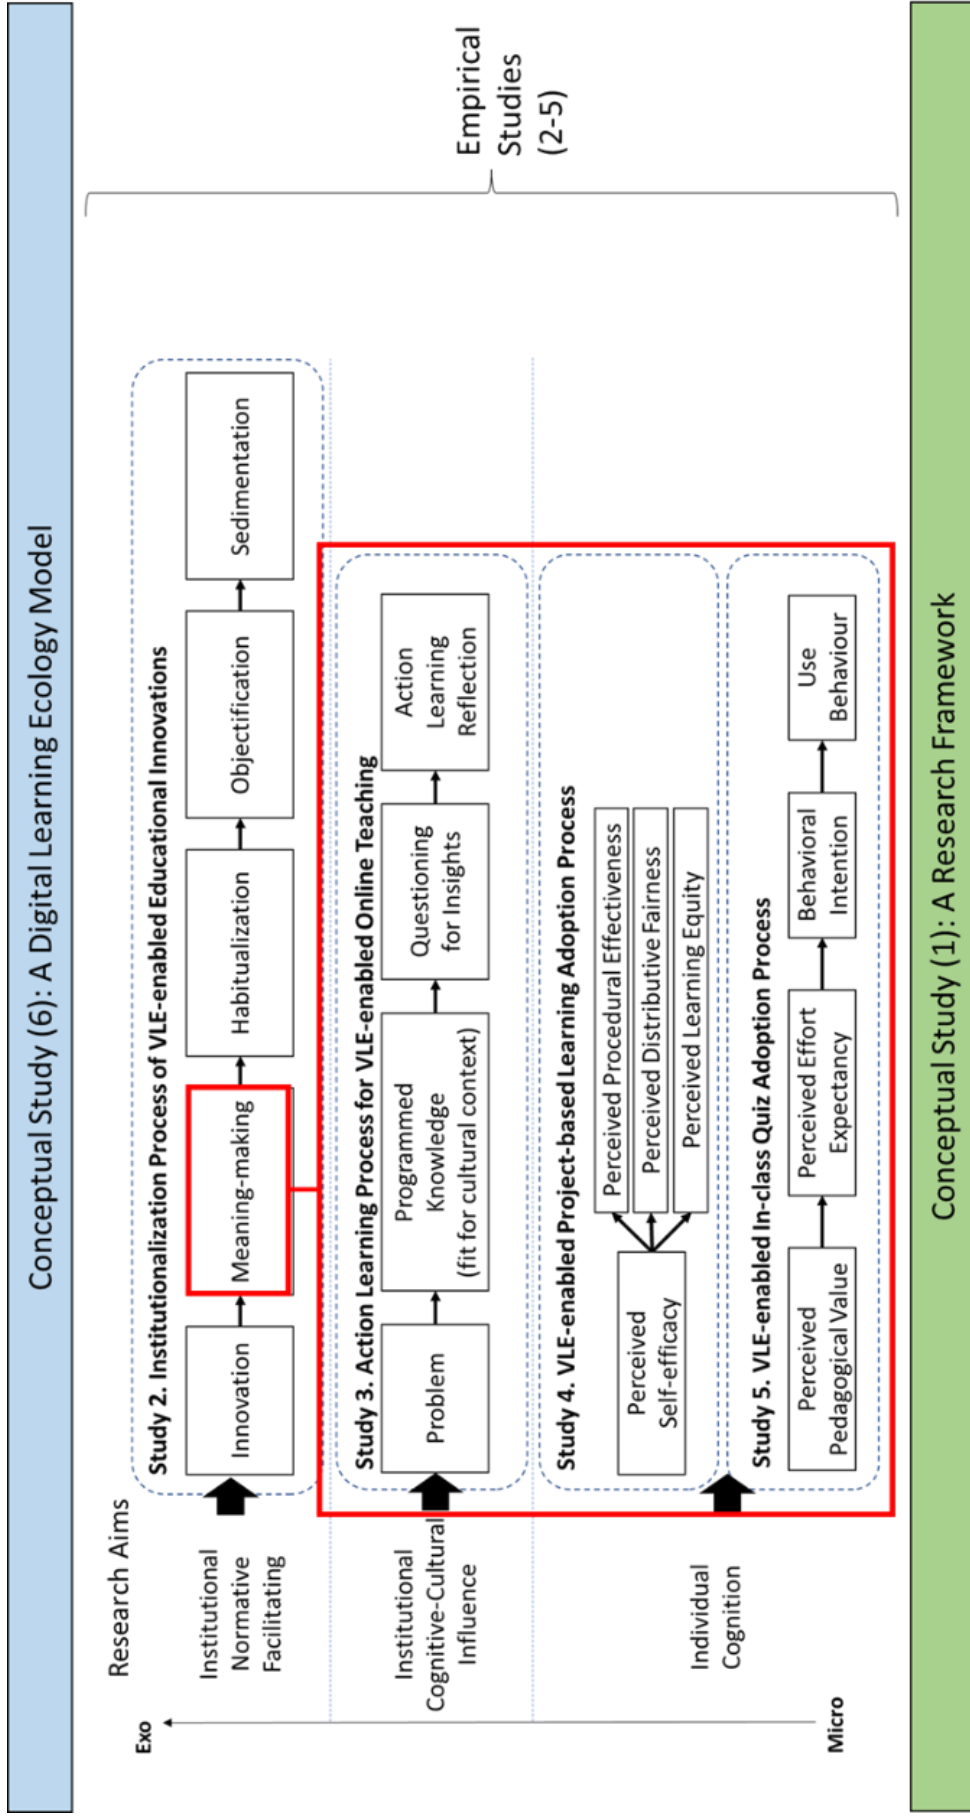 Conceptual Study (6): A Digital Learning Ecology Model
Research Aims
Exo
Institutional
Normative
Facilitating
Study 2. Institutionalization Process of VLE-enabled Educational Innovations
Innovation
Meaning-making
Habitualization
Objectification
Sedimentation
Institutional
Cognitive-Cultural
Influence
Study 3. Action Learning Process for VLE-enabled Online Teaching
Problem
Programmed
Knowledge
(fit for cultural context)
Questioning
for Insights
Action
Learning
Reflection
Individual
Cognition
Study 4. VLE-enabled Project-based Learning Adoption Process
Perceived
Self-efficacy
Perceived Procedural Effectiveness
Perceived Distributive Fairness
Perceived Learning Equity
Study 5. VLE-enabled In-class Quiz Adoption Process
Perceived
Pedagogical Value
Perceived Effort
Expectancy
Behavioral
Intention
Use
Behaviour
Micro
Empirical
Studies
(2-5)
Conceptual Study (1): A Research Framework